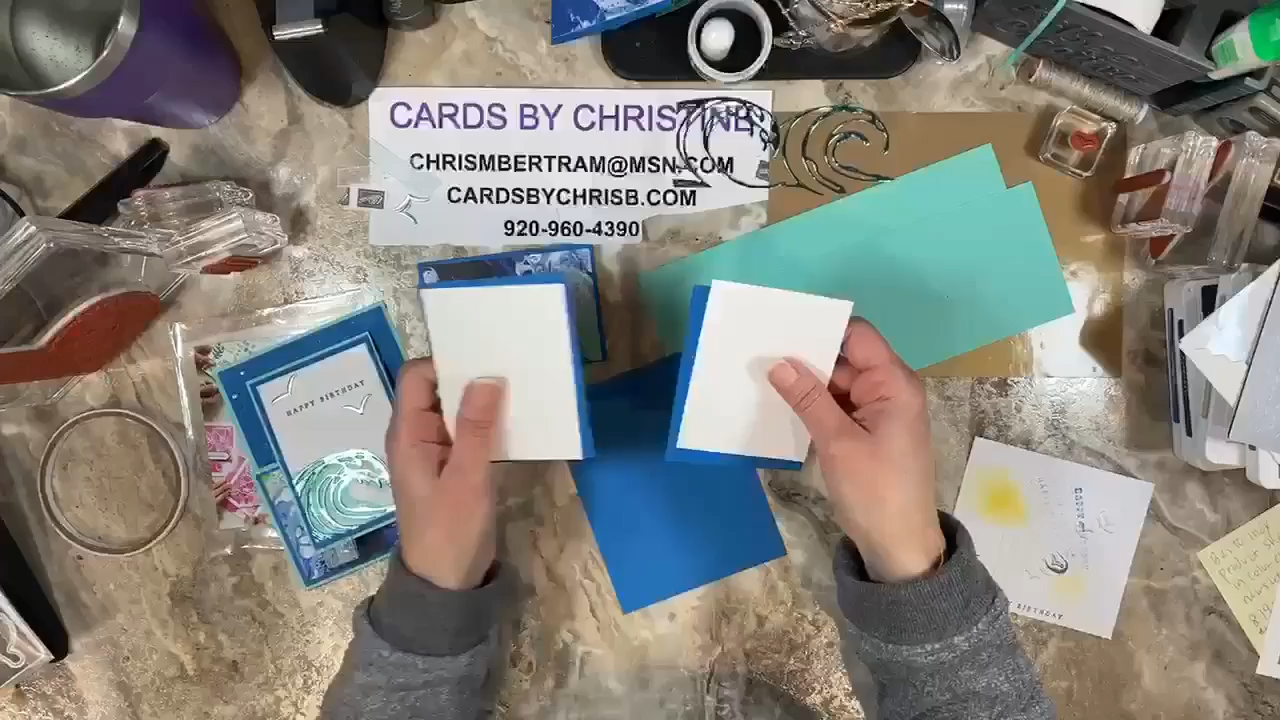 CARDS BY CHRISTINE
CHRISMBERTRAM@MSN.COM
CARDSBYCHRISB.COM
920-960-4390
HAPPY BIRTHDAY
BIRTHDAY